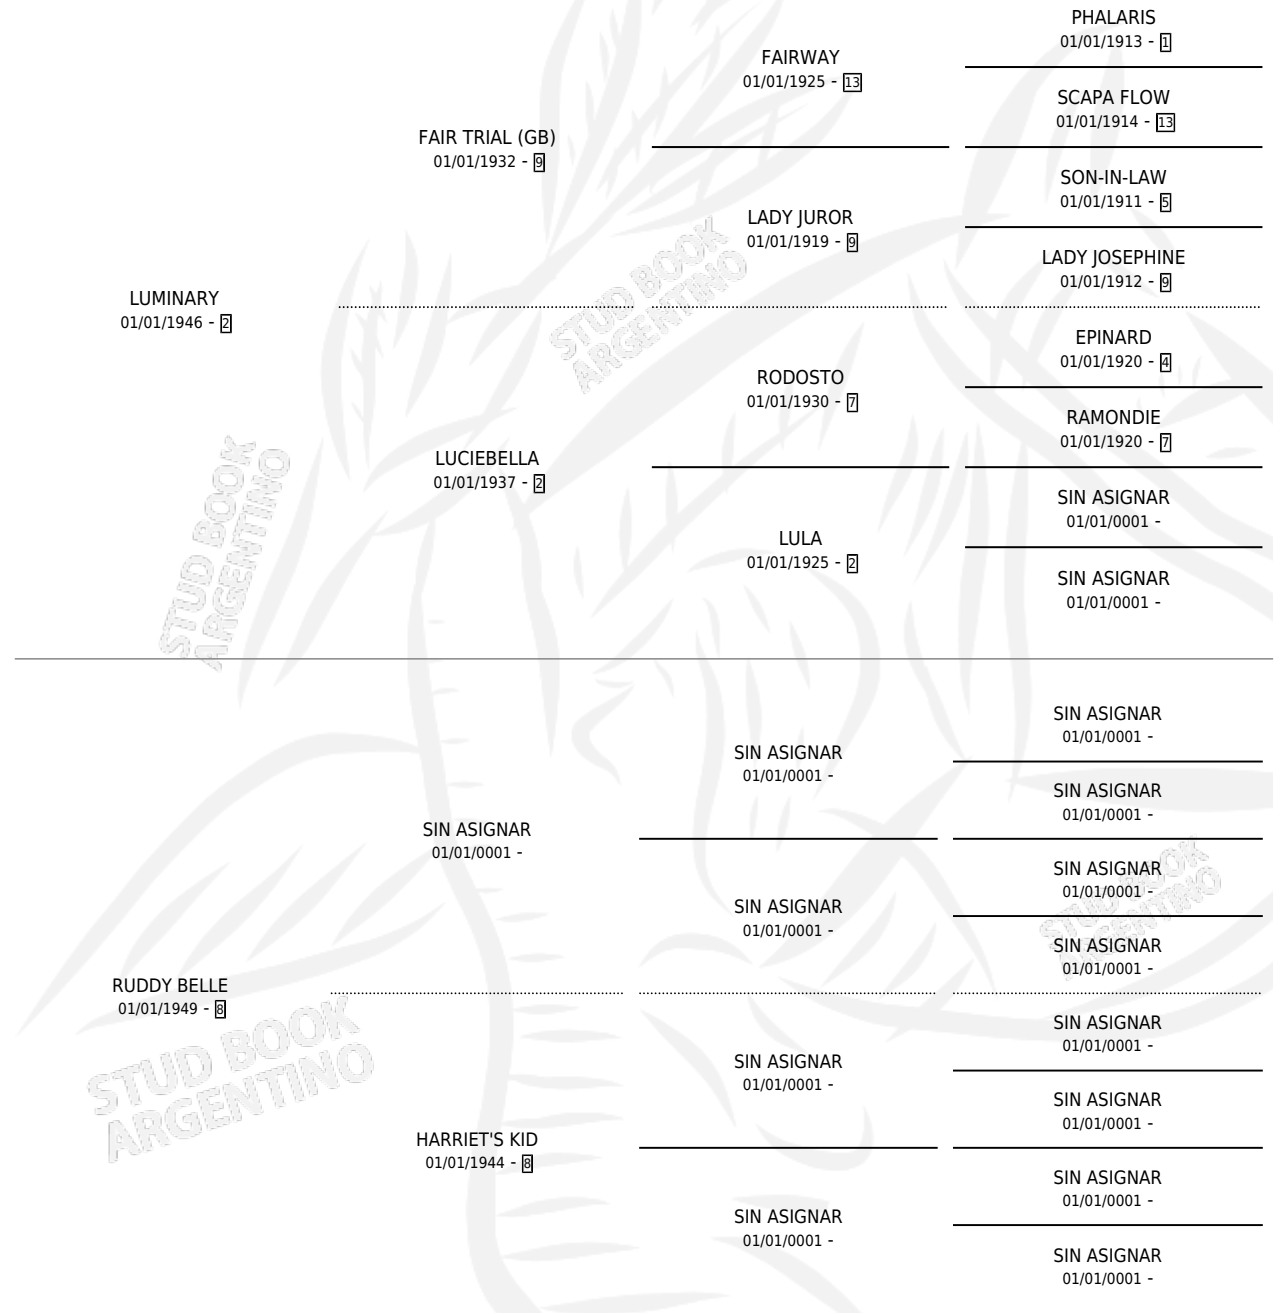 PHALARIS
01/01/1913 - 1
FAIRWAY
01/01/1925 - 13
SCAPA FLOW
01/01/1914 - 13
FAIR TRIAL (GB)
01/01/1932 - 9
SON-IN-LAW
01/01/1911 - 5
LADY JUROR
01/01/1919 - 9
LADY JOSEPHINE
01/01/1912 - 9
LUMINARY
01/01/1946 - 2
EPINARD
01/01/1920 - 4
RODOSTO
01/01/1930 - 7
RAMONDIE
01/01/1920 - 7
LUCIEBELLA
01/01/1937 - 2
SIN ASIGNAR
01/01/0001 -
LULA
01/01/1925 - 2
SIN ASIGNAR
01/01/0001 -
SIN ASIGNAR
01/01/0001 -
SIN ASIGNAR
01/01/0001 -
SIN ASIGNAR
01/01/0001 -
SIN ASIGNAR
01/01/0001 -
SIN ASIGNAR
01/01/0001 -
SIN ASIGNAR
01/01/0001 -
SIN ASIGNAR
01/01/0001 -
RUDDY BELLE
01/01/1949 - 8
SIN ASIGNAR
01/01/0001 -
SIN ASIGNAR
01/01/0001 -
SIN ASIGNAR
01/01/0001 -
HARRIET'S KID
01/01/1944 - 8
SIN ASIGNAR
01/01/0001 -
SIN ASIGNAR
01/01/0001 -
SIN ASIGNAR
01/01/0001 -
STUD BOOK
ARGENTINO
STUD BOOK
ARGENTINO
STUD BOOK
ARGENTINO
STUD BOOK
ARGENTINO